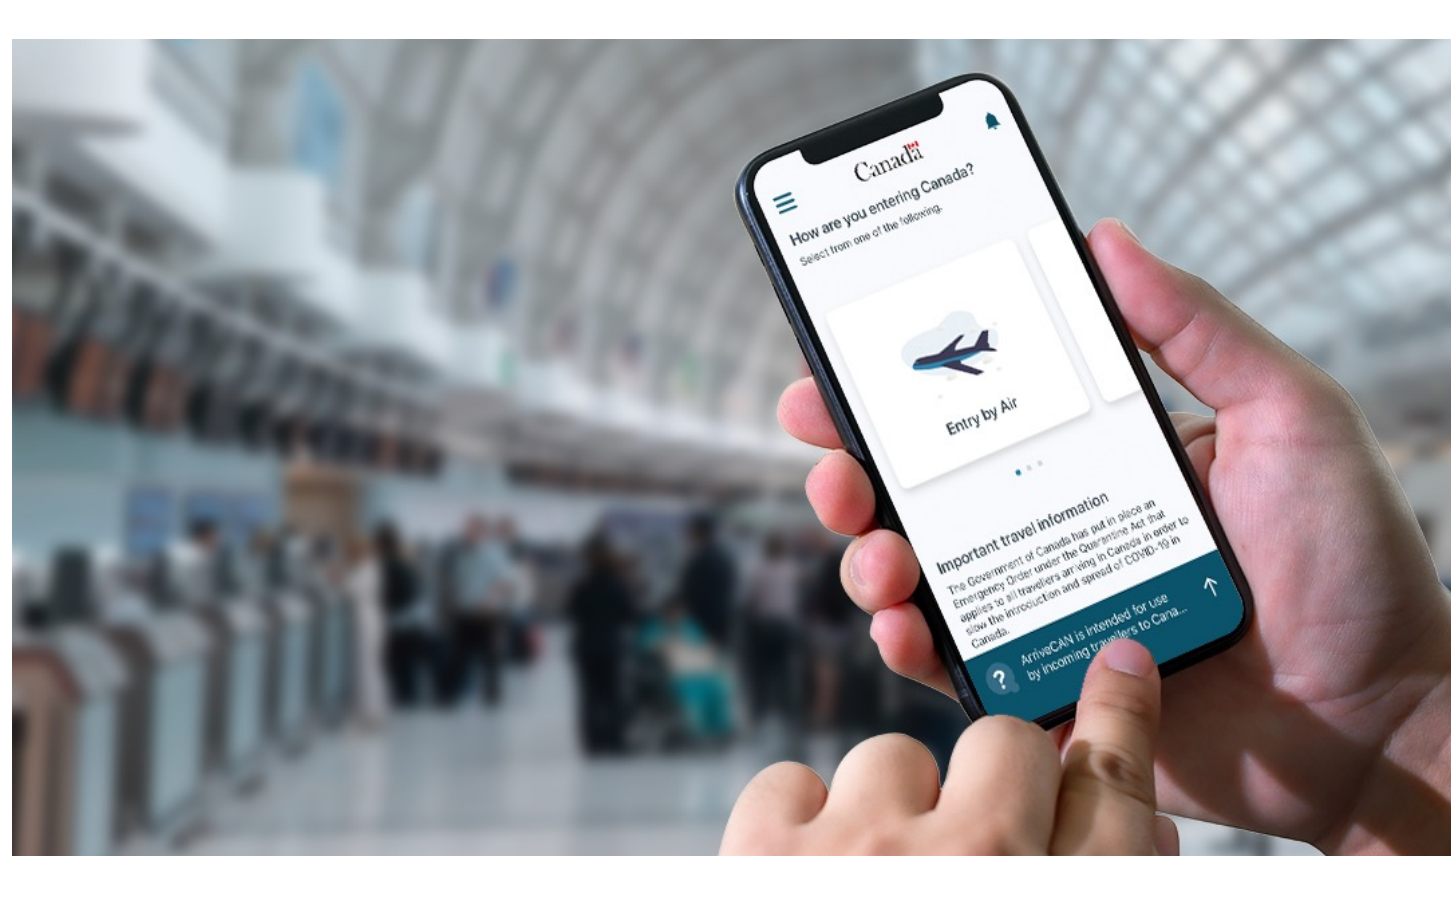 Canada
How are you entering Canada?
Select from one of the following.
Entry by Air
Important travel information
The Government of Canada has put in place an
Emergency Order under the Quarantine Act that
applies to all travellers arriving in Canada in order to
slow the introduction and spread of COVID-19 in
Canada.
ArriveCAN is intended for use
by incoming travellers to Cana...